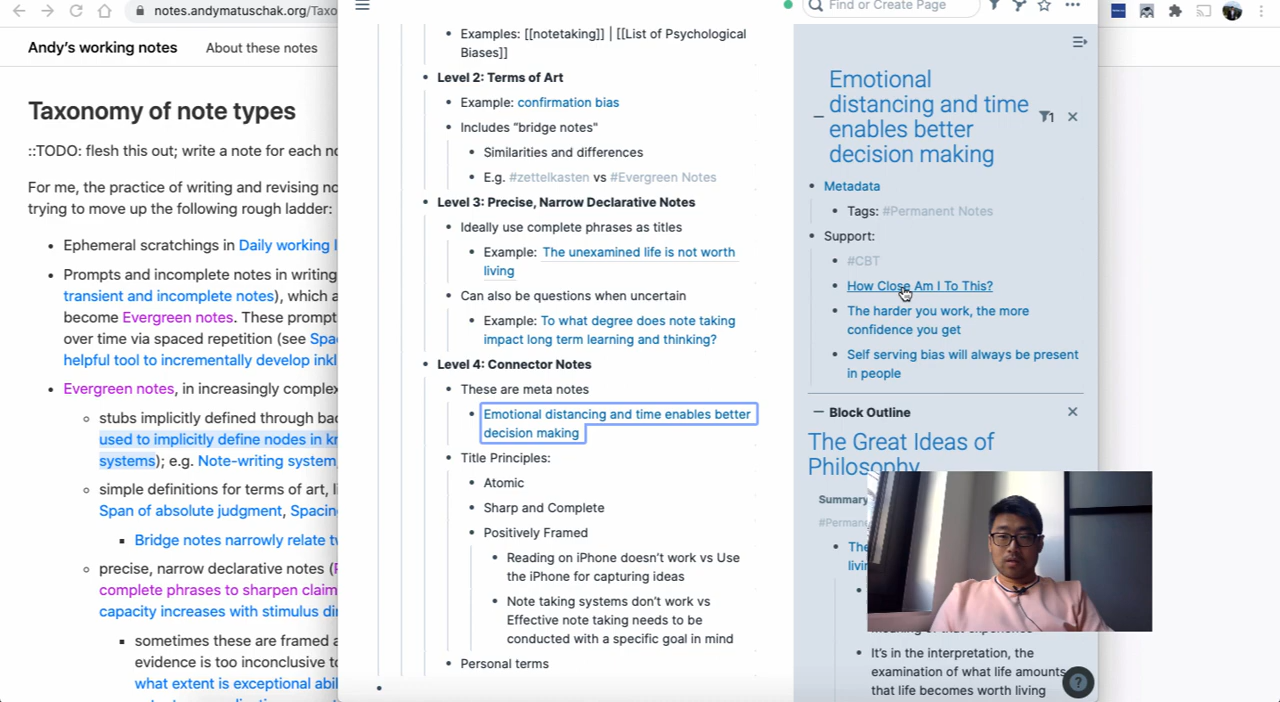 notes.andymatuschak.org/Taxo
Andy's working notes
About these notes
Taxonomy of note types
::TODO: flesh this out; write a note for each no
For me, the practice of writing and revising no
trying to move up the following rough ladder:
Ephemeral scratchings in Daily working l
Prompts and incomplete notes in writing
transient and incomplete notes), which a
become Evergreen notes. These prompt
over time via spaced repetition (see Spac
helpful tool to incrementally develop inkl
Evergreen notes, in increasingly complex
stubs implicitly defined through bac
used to implicitly define nodes in kn
systems); e.g. Note-writing system,
simple definitions for terms of art, li
Span of absolute judgment, Spacin
Bridge notes narrowly relate tw
precise, narrow declarative notes (P
complete phrases to sharpen claim
capacity increases with stimulus di
sometimes these are framed a
evidence is too inconclusive to
what extent is exceptional abil
Find or Create Page
Examples: [[notetaking]] | [[List of Psychological
Biases]]
Level 2: Terms of Art
Example: confirmation bias
Includes "bridge notes"
Similarities and differences
E.g. #zettelkasten vs #Evergreen Notes
Level 3: Precise, Narrow Declarative Notes
Ideally use complete phrases as titles
Example: The unexamined life is not worth
living
Can also be questions when uncertain
Example: To what degree does note taking
impact long term learning and thinking?
Level 4: Connector Notes
These are meta notes
Emotional distancing and time enables better
decision making
Title Principles:
Atomic
Sharp and Complete
Positively Framed
Reading on iPhone doesn't work vs Use
the iPhone for capturing ideas
Note taking systems don't work vs
Effective note taking needs to be
conducted with a specific goal in mind
Personal terms
Emotional
distancing and time
enables better
decision making
1
Metadata
Tags: #Permanent Notes
Support:
#CBT
How Close Am I To This?
The harder you work, the more
confidence you get
Self serving bias will always be present
in people
Block Outline
The Great Ideas of
Philosophy
Summary
#Permane
The
livin
meaning of that experience
It's in the interpretation, the
examination of what life amounts
that life becomes worth living
?